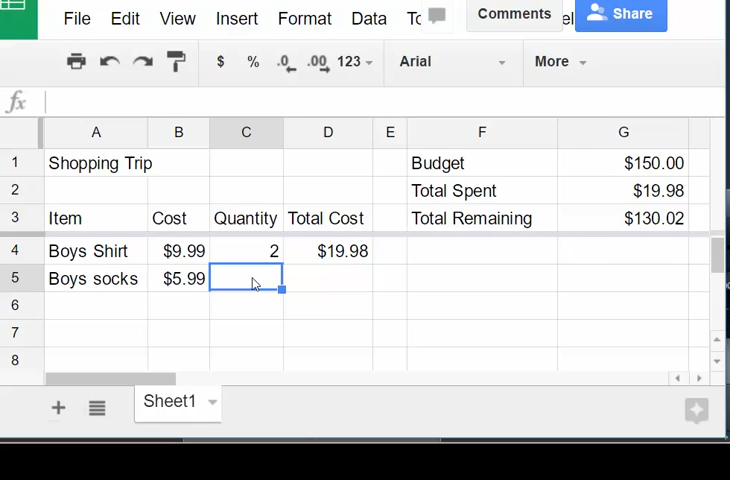 File Edit View Insert Format Data Comments Share
$ % .0 .00 123 Arial More
fx
A B C D E F G
1 Shopping Trip Budget $150.00
2 Total Spent $19.98
3 Item Cost Quantity Total Cost Total Remaining $130.02
4 Boys Shirt $9.99 2 $19.98
5 Boys socks $5.99
6
7
8
Sheet1